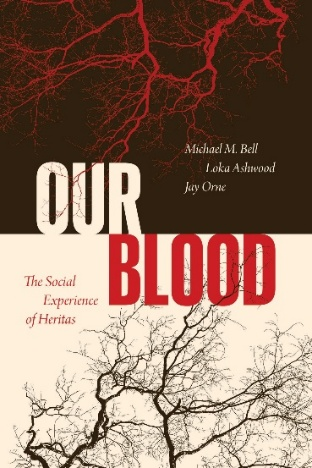 Michael M. Bell
Loka Ashwood
Jay Orne
OUR
BLOOD
The Social
Experience
of Heritas